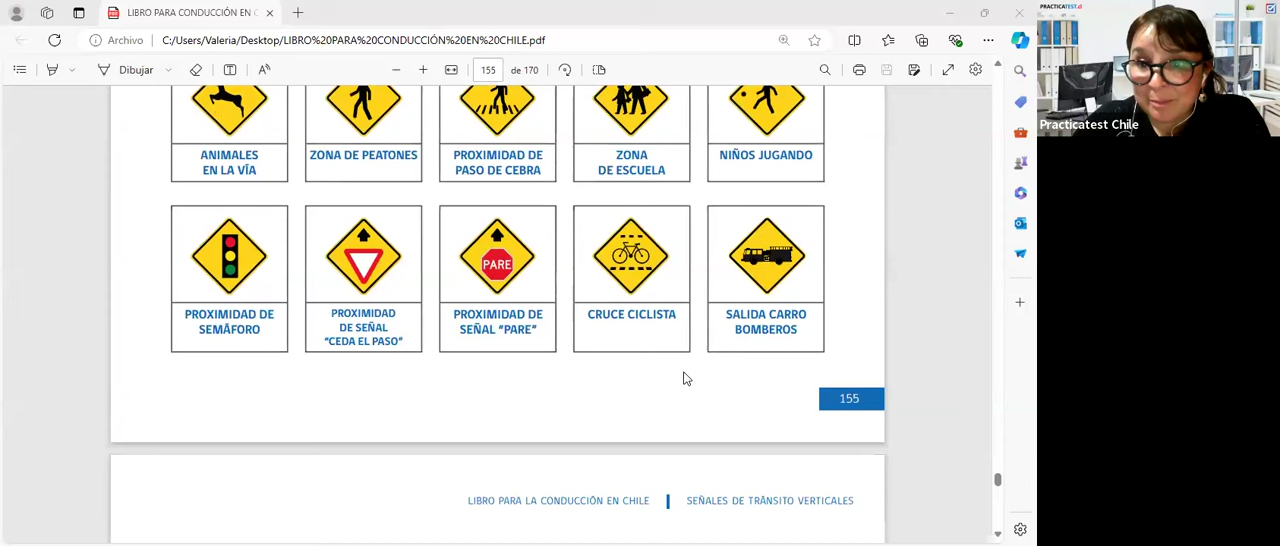 LIBRO PARA CONDUCCIÓN EN C
PRACTICATEST.cl
Archivo
C:/Users/Valeria/Desktop/LIBRO%20PARA%20CONDUCCIÓN%20EN%20CHILE.pdf
Dibujar
155
de 170
Practicatest Chile
ANIMALES
EN LA VÍA
ZONA DE PEATONES
PROXIMIDAD DE
PASO DE CEBRA
ZONA
DE ESCUELA
NIÑOS JUGANDO
PARE
PROXIMIDAD DE
SEMÁFORO
PROXIMIDAD
DE SEÑAL
“CEDA EL PASO”
PROXIMIDAD DE
SEÑAL “PARE”
CRUCE CICLISTA
SALIDA CARRO
BOMBEROS
155
LIBRO PARA LA CONDUCCIÓN EN CHILE
SEÑALES DE TRÁNSITO VERTICALES